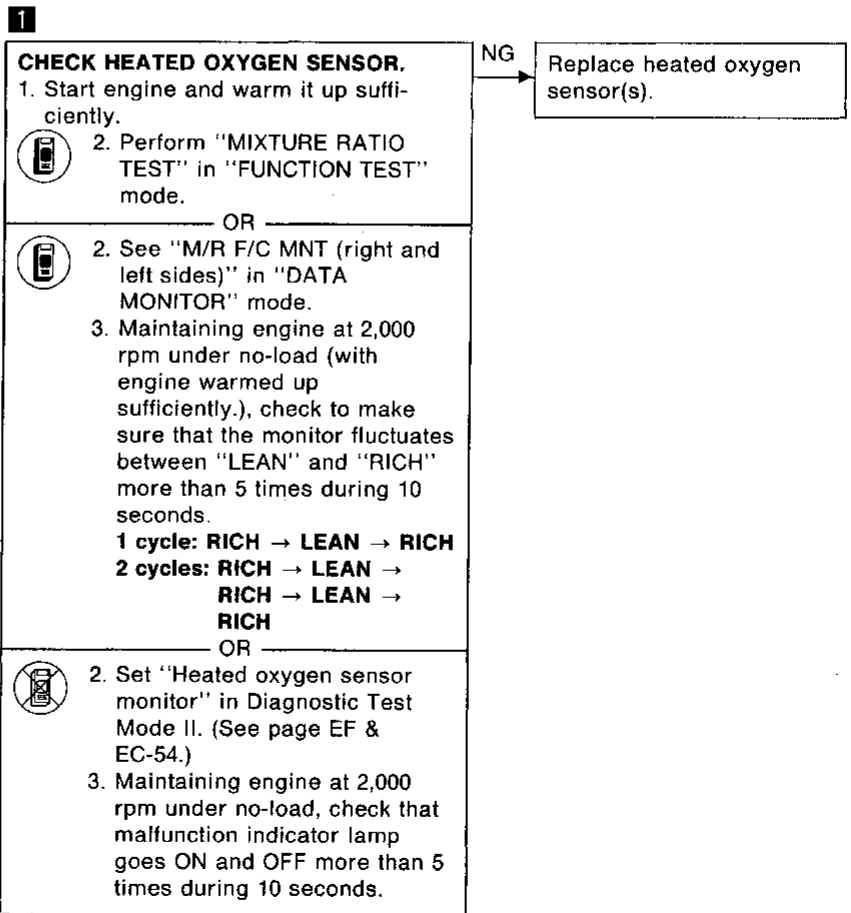 1
CHECK HEATED OXYGEN SENSOR.
1. Start engine and warm it up suffi-
ciently.
2. Perform "MIXTURE RATIO
TEST" in "FUNCTION TEST"
mode.
OR
2. See "M/R F/C MNT (right and
left sides)" in "DATA
MONITOR" mode.
3. Maintaining engine at 2,000
rpm under no-load (with
engine warmed up
sufficiently.), check to make
sure that the monitor fluctuates
between "LEAN" and "RICH"
more than 5 times during 10
seconds.
1 cycle: RICH → LEAN → RICH
2 cycles: RICH → LEAN →
RICH → LEAN →
RICH
OR
2. Set "Heated oxygen sensor
monitor" in Diagnostic Test
Mode II. (See page EF &
EC-54.)
3. Maintaining engine at 2,000
rpm under no-load, check that
malfunction indicator lamp
goes ON and OFF more than 5
times during 10 seconds.
NG
Replace heated oxygen
sensor(s).